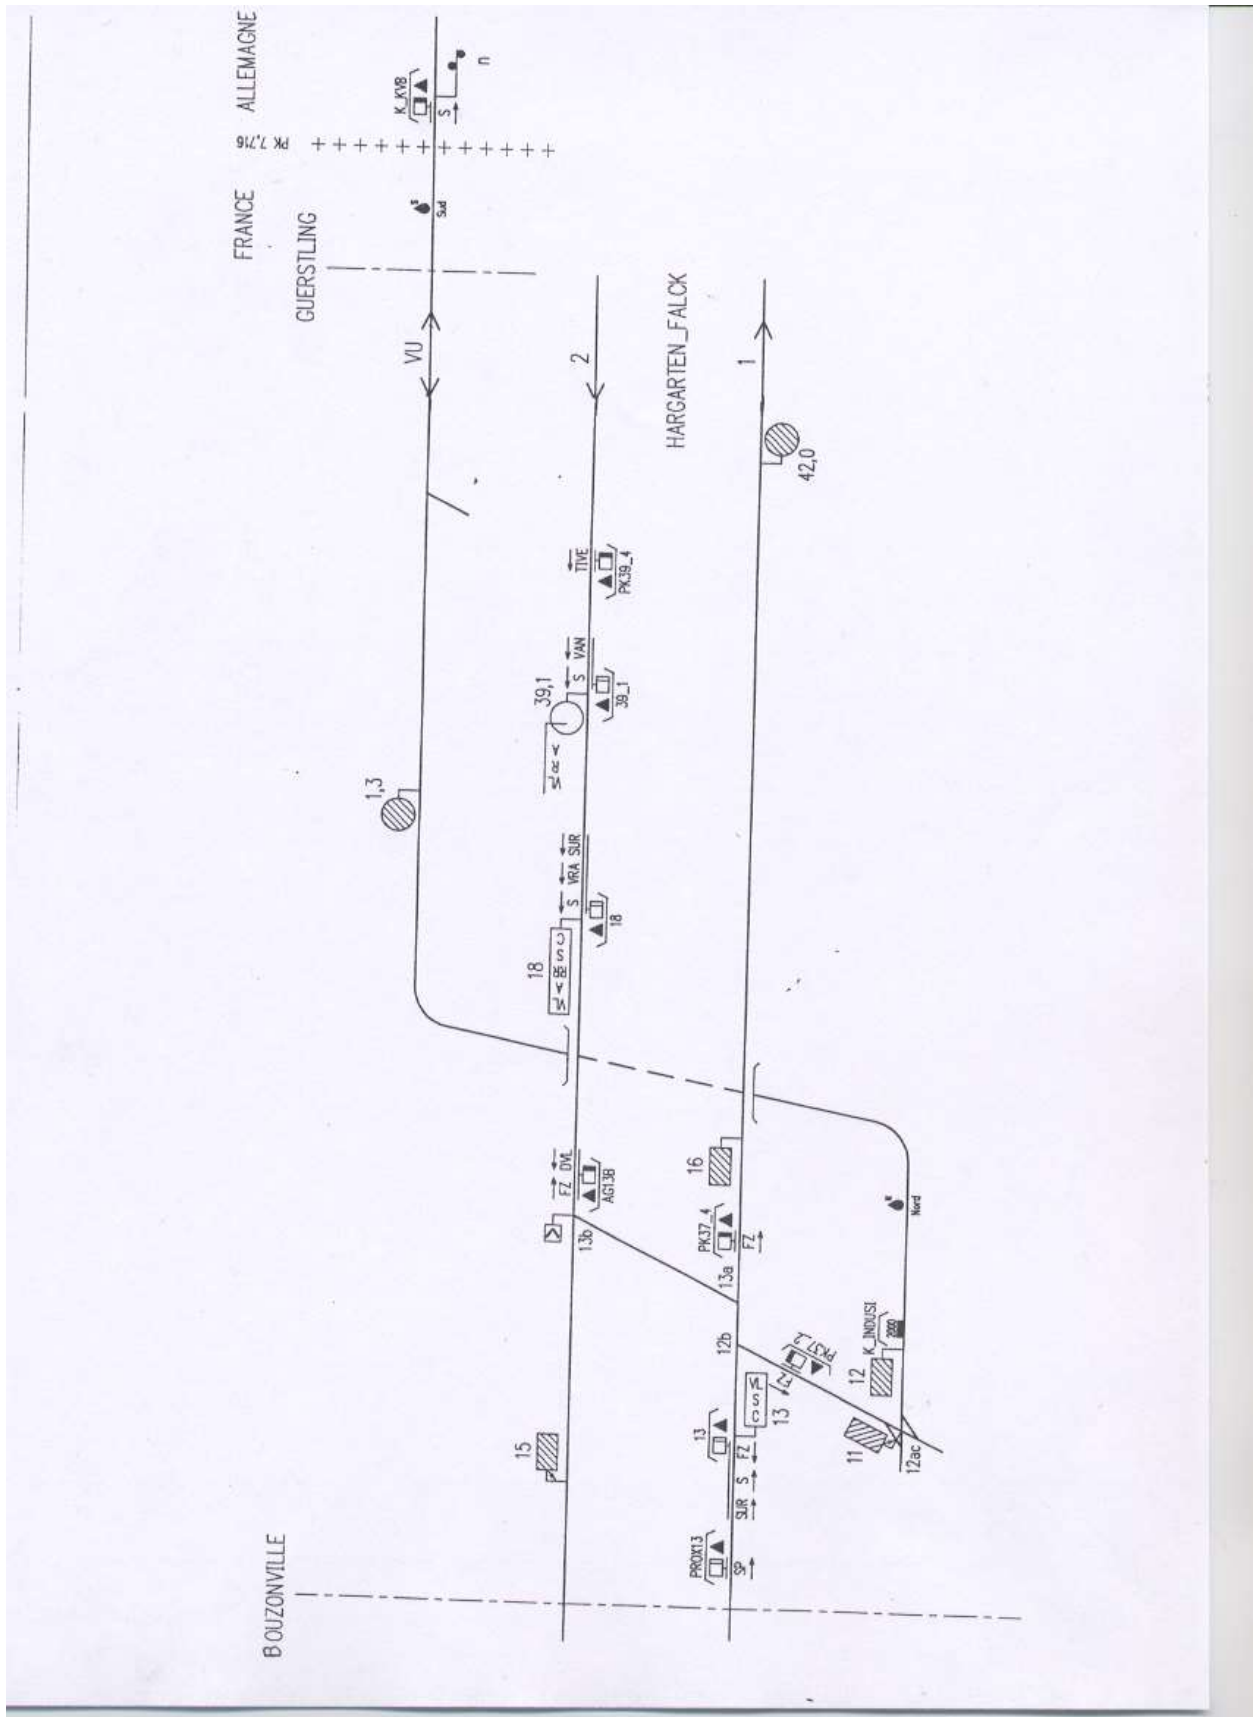 BOUZONVILLE
FRANCE
ALLEMAGNE
PK 7,716
GUERSTLING
K_KVB
S
n
Sud
VU
1,3
2
HARGARTEN_FALCK
1
42,0
TIVE
PK39_4
39,1
S VAN
39_1
18
S VRA SUR
18
FZ DVL
AG13B
13b
15
16
PK37_4
FZ
13a
12b
PK37_2
FZ
13
13
SUR S FZ
PROX13
SP
12
K_INDUSI
2000
Nord
11
12ac